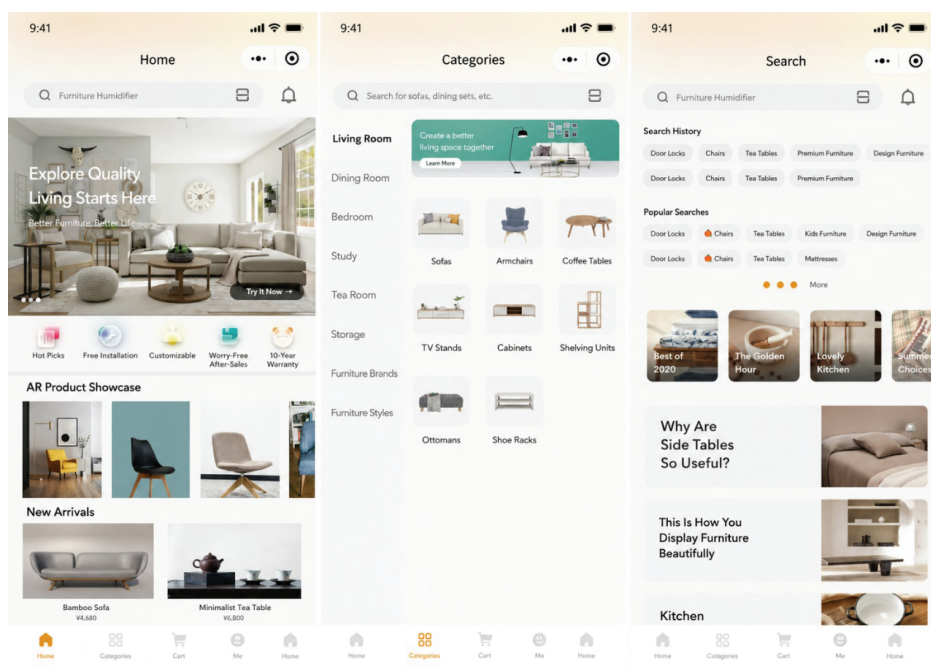 9:41
Home
Furniture Humidifier
Explore Quality
Living Starts Here
Better Furniture, Better Life
Try It Now →
Hot Picks
Free Installation
Customizable
Worry-Free
After-Sales
10-Year
Warranty
AR Product Showcase
New Arrivals
Bamboo Sofa
¥4,680
Minimalist Tea Table
¥6,800
Home
Categories
Cart
Me
Home
9:41
Categories
Search for sofas, dining sets, etc.
Living Room
Dining Room
Bedroom
Study
Tea Room
Storage
Furniture Brands
Furniture Styles
Create a better
living space together
Learn More
Sofas
Armchairs
Coffee Tables
TV Stands
Cabinets
Shelving Units
Ottomans
Shoe Racks
Home
Categories
Cart
Me
Home
9:41
Search
Furniture Humidifier
Search History
Door Locks
Chairs
Tea Tables
Premium Furniture
Design Furniture
Door Locks
Chairs
Tea Tables
Premium Furniture
Popular Searches
Door Locks
Chairs
Tea Tables
Kids Furniture
Design Furniture
Door Locks
Chairs
Tea Tables
Mattresses
More
Best of
2020
The Golden
Hour
Lovely
Kitchen
Summer
Choices
Why Are
Side Tables
So Useful?
This Is How You
Display Furniture
Beautifully
Kitchen
Home
Categories
Cart
Me
Home